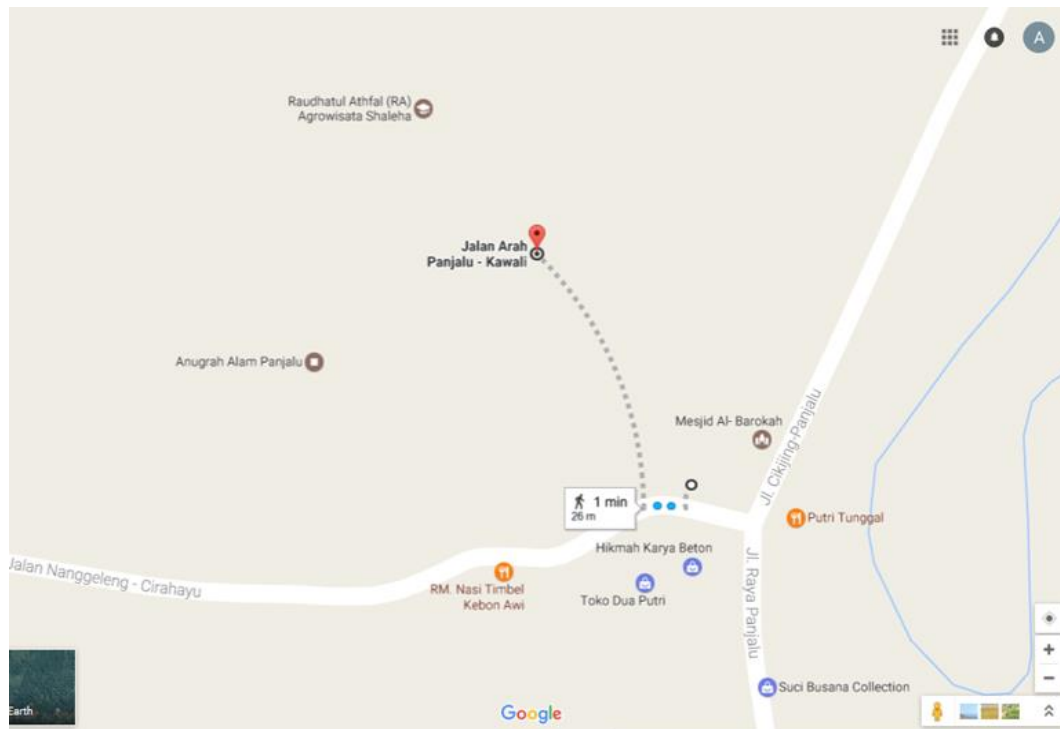 A
Raudhatul Athfal (RA)
Agrowisata Shaleha
Jalan Arah
Panjalu - Kawali
Anugrah Alam Panjalu
Mesjid Al- Barokah
Jl. Cikijing-Panjalu
1 min
26 m
Putri Tunggal
Hikmah Karya Beton
Jalan Nanggeleng - Cirahayu
RM. Nasi Timbel
Kebon Awi
Toko Dua Putri
Jl. Raya Panjalu
Suci Busana Collection
Earth
Google